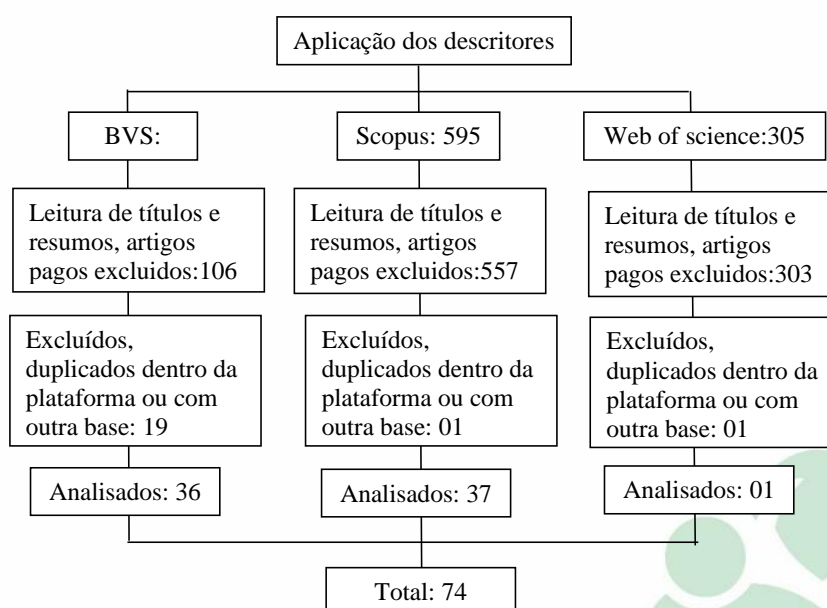 Aplicação dos descritores
BVS:
Scopus: 595
Web of science:305
Leitura de títulos e
resumos, artigos
pagos excluidos:106
Leitura de títulos e
resumos, artigos
pagos excluidos:557
Leitura de títulos e
resumos, artigos
pagos excluidos:303
Excluídos,
duplicados dentro da
plataforma ou com
outra base: 19
Excluídos,
duplicados dentro da
plataforma ou com
outra base: 01
Excluídos,
duplicados dentro da
plataforma ou com
outra base: 01
Analisados: 36
Analisados: 37
Analisados: 01
Total: 74